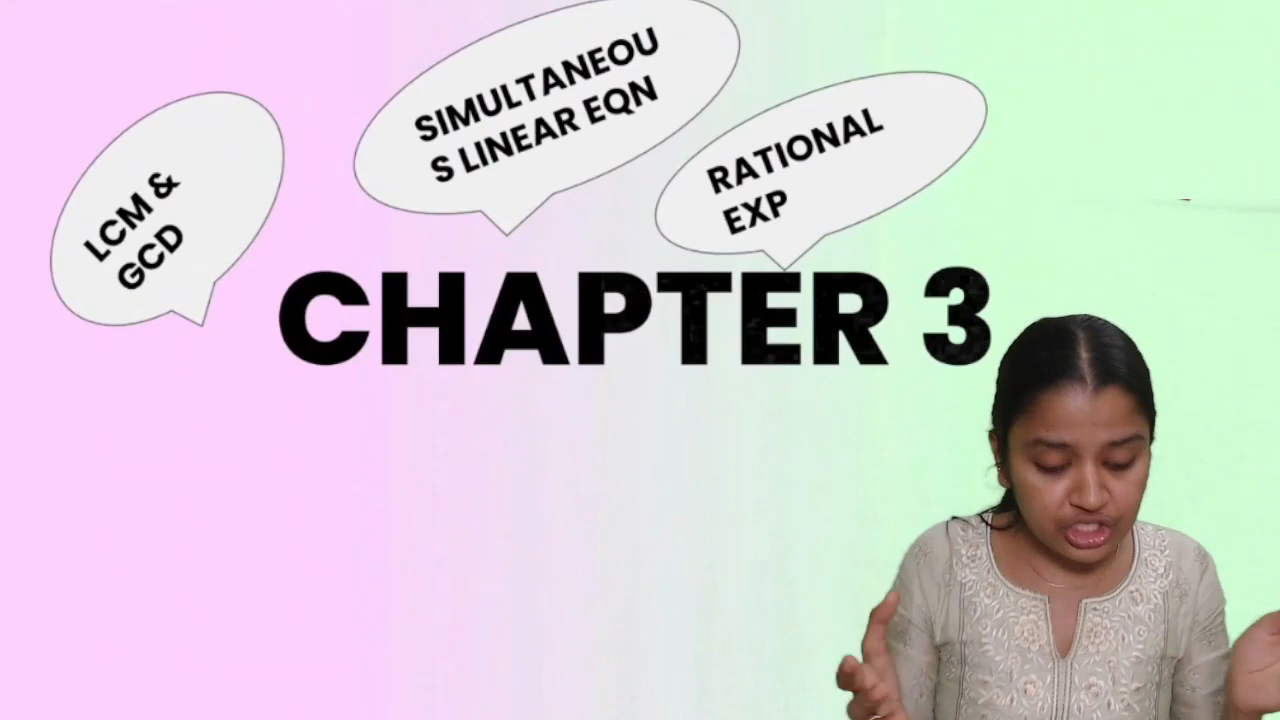 LCM &
GCD
SIMULTANEOU
S LINEAR EQN
RATIONAL
EXP
CHAPTER 3